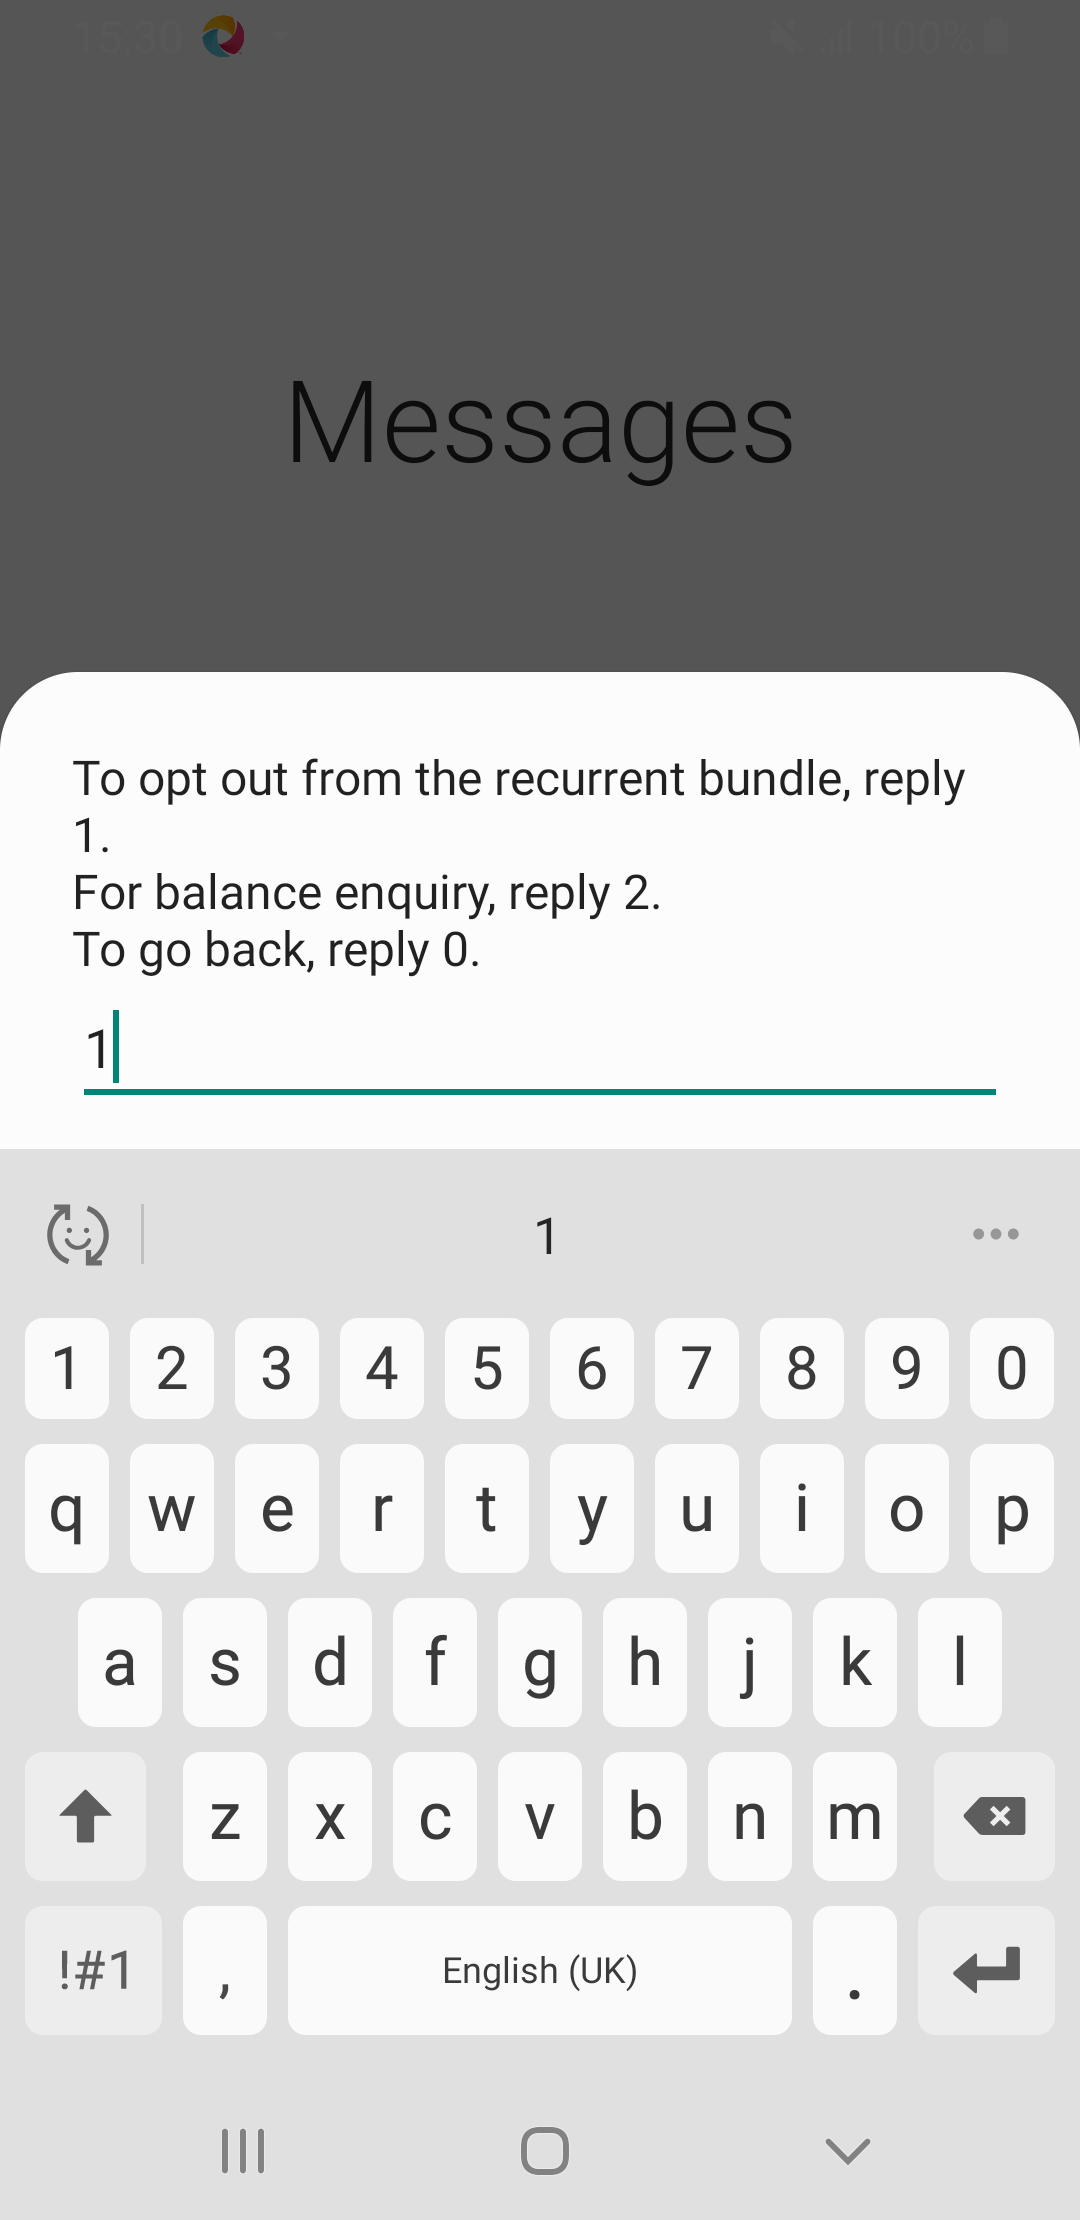 15:30 100%
Messages
To opt out from the recurrent bundle, reply
1.
For balance enquiry, reply 2.
To go back, reply 0.
1
1
1 2 3 4 5 6 7 8 9 0
q w e r t y u i o p
a s d f g h j k l
z x c v b n m
!#1 , English (UK) .